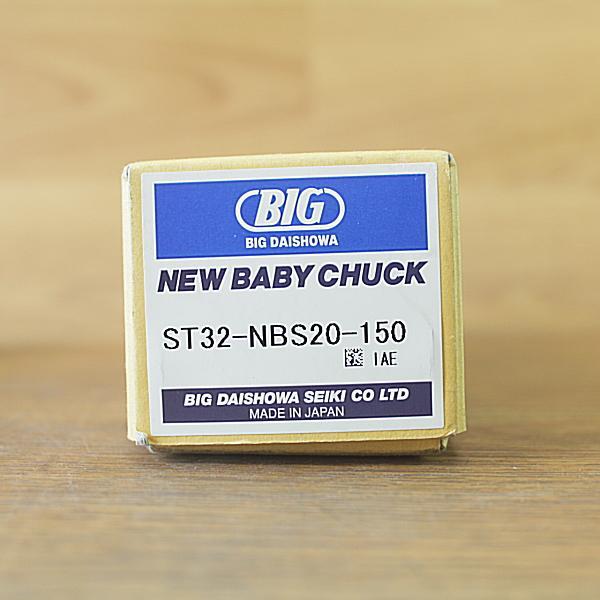 BIG
BIG DAISHOWA
NEW BABY CHUCK
ST32-NBS20-150
IAE
BIG DAISHOWA SEIKI CO LTD
MADE IN JAPAN